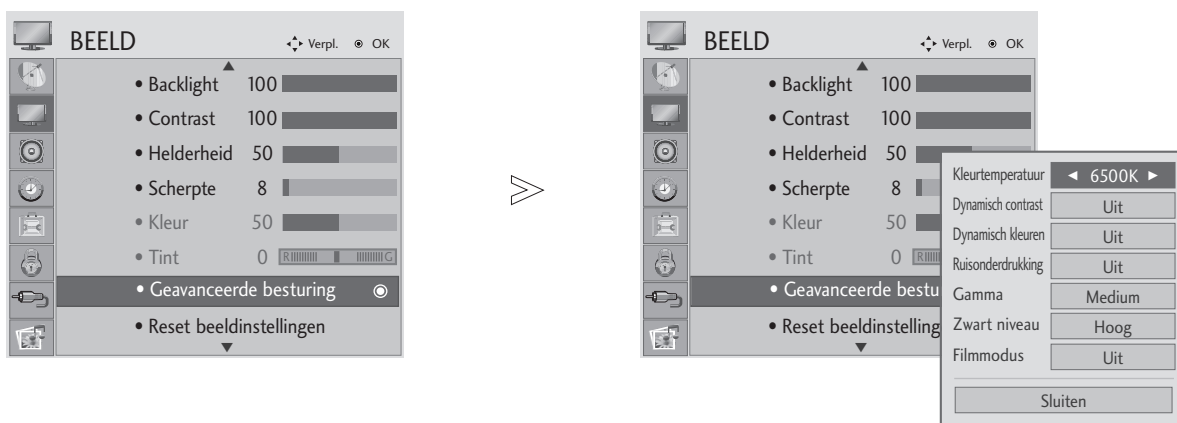 BEELD Verpl. OK
• Backlight 100
• Contrast 100
• Helderheid 50
• Scherpte 8
• Kleur 50
• Tint 0 R G
• Geavanceerde besturing
• Reset beeldinstellingen
BEELD Verpl. OK
• Backlight 100
• Contrast 100
• Helderheid 50
• Scherpte 8
• Kleur 50
• Tint 0 R
• Geavanceerde bestu
• Reset beeldinstelling
Kleurtemperatuur ◄ 6500K ►
Dynamisch contrast Uit
Dynamisch kleuren Uit
Ruisonderdrukking Uit
Gamma Medium
Zwart niveau Hoog
Filmmodus Uit
Sluiten